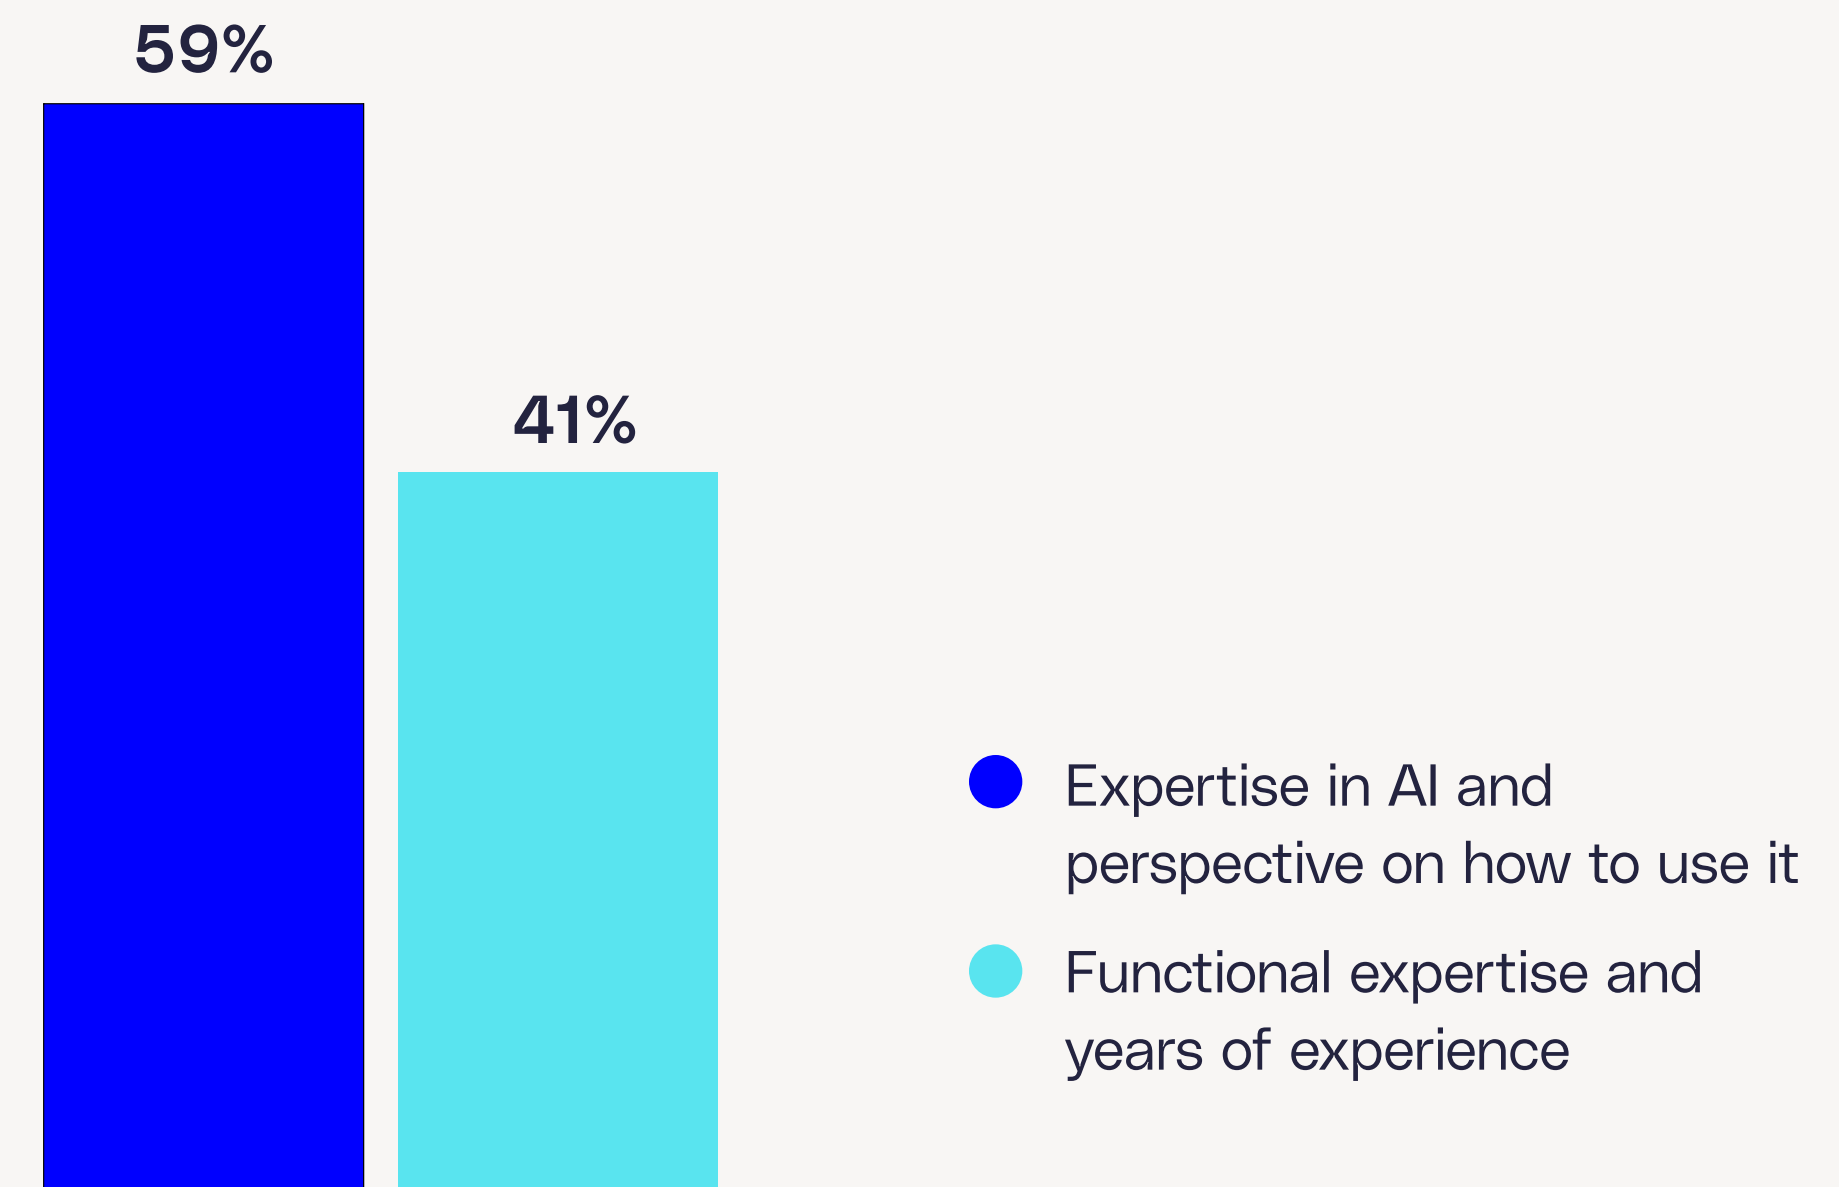 59%
41%
Expertise in AI and
perspective on how to use it
Functional expertise and
years of experience